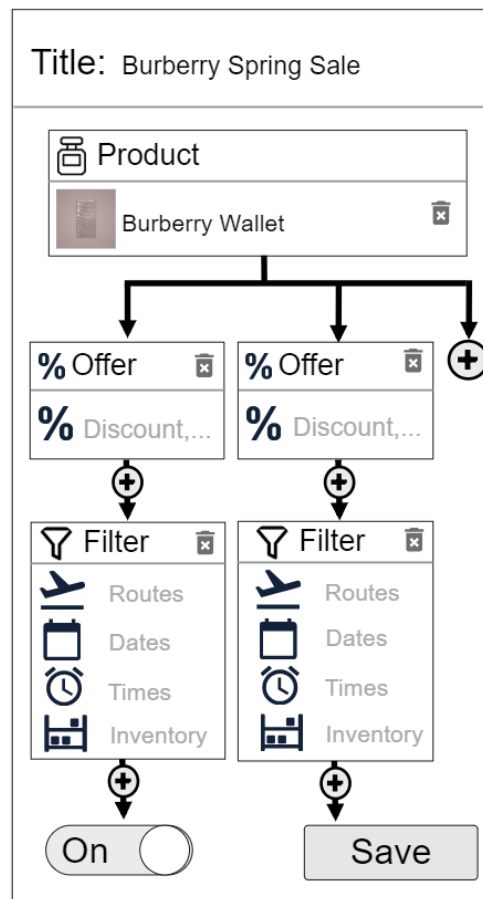 Title: Burberry Spring Sale
Product
Burberry Wallet
% Offer
% Discount,...
Filter
Routes
Dates
Times
Inventory
% Offer
% Discount,...
Filter
Routes
Dates
Times
Inventory
On
Save